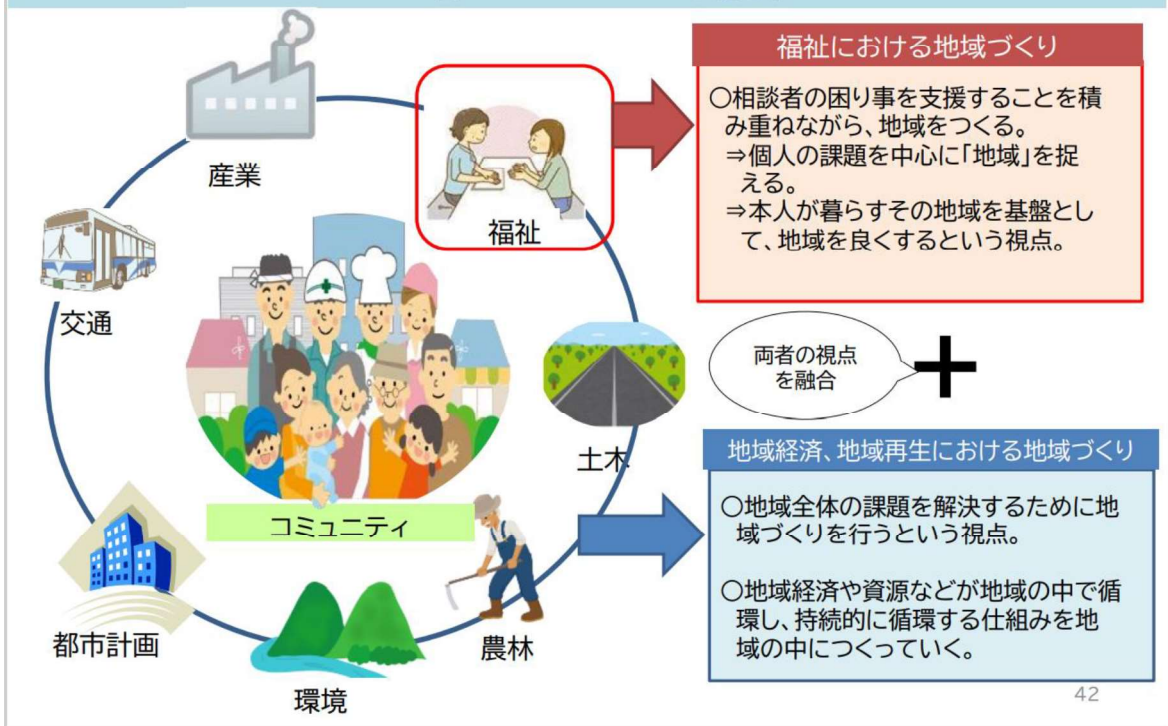 産業
福祉
交通
土木
コミュニティ
都市計画
農林
環境
福祉における地域づくり
〇相談者の困り事を支援することを積
み重ねながら、地域をつくる。
⇒個人の課題を中心に「地域」を捉
える。
⇒本人が暮らすその地域を基盤とし
て、地域を良くするという視点。
両者の視点
を融合
地域経済、地域再生における地域づくり
〇地域全体の課題を解決するために地
域づくりを行うという視点。
〇地域経済や資源などが地域の中で循
環し、持続的に循環する仕組みを地
域の中につくっていく。
42